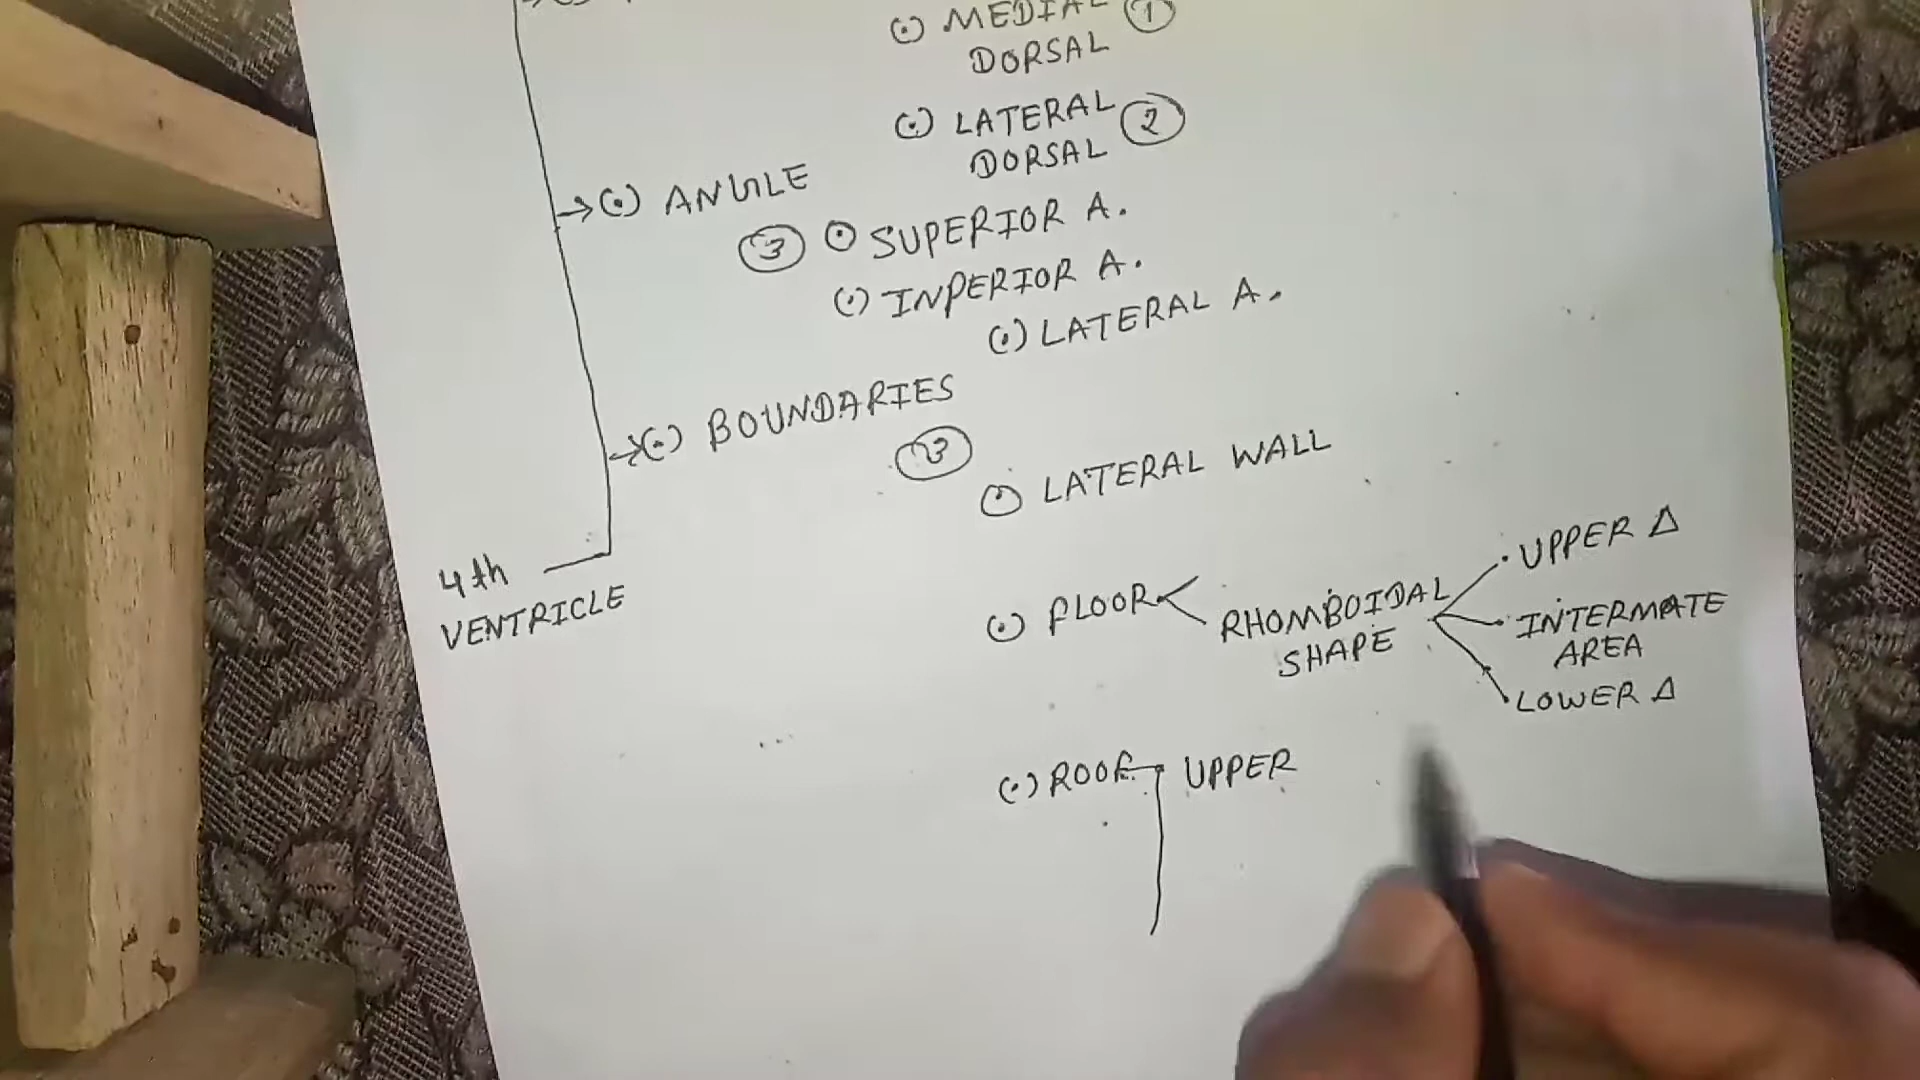 MEDIAL 1
DORSAL
LATERAL 2
DORSAL
ANGLE
3 SUPERIOR A.
INPERIOR A.
LATERAL A.
BOUNDARIES
3
LATERAL WALL
4th
VENTRICLE
FLOOR
RHOMBOIDAL
SHAPE
UPPER Δ
INTERMATE
AREA
LOWER Δ
ROOF UPPER